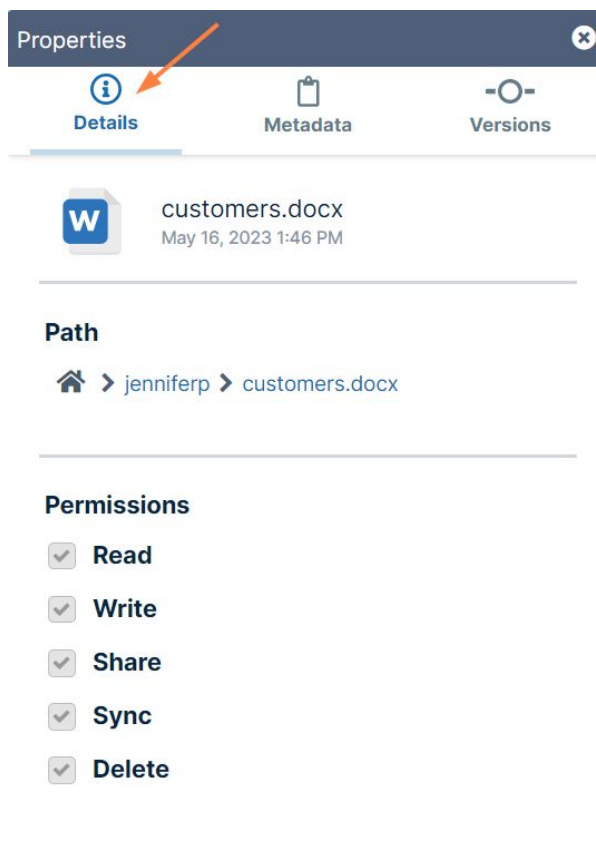 Properties
Details Metadata Versions
W
customers.docx
May 16, 2023 1:46 PM
Path
jenniferp customers.docx
Permissions
Read
Write
Share
Sync
Delete